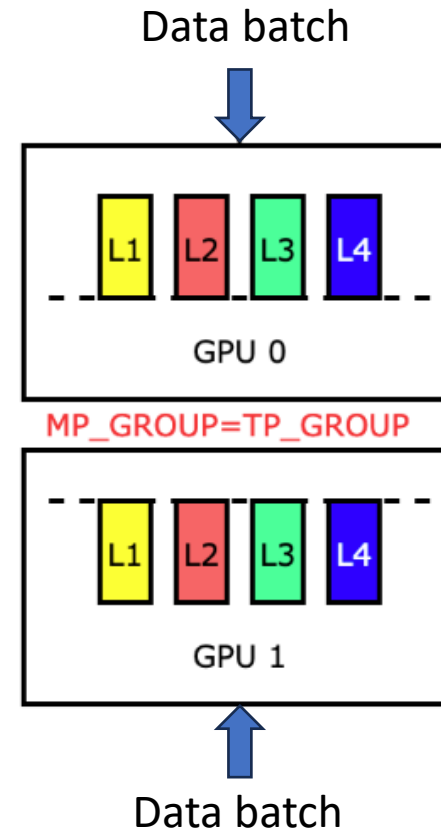 Data batch
L1 L2 L3 L4
GPU 0
MP_GROUP=TP_GROUP
L1 L2 L3 L4
GPU 1
Data batch